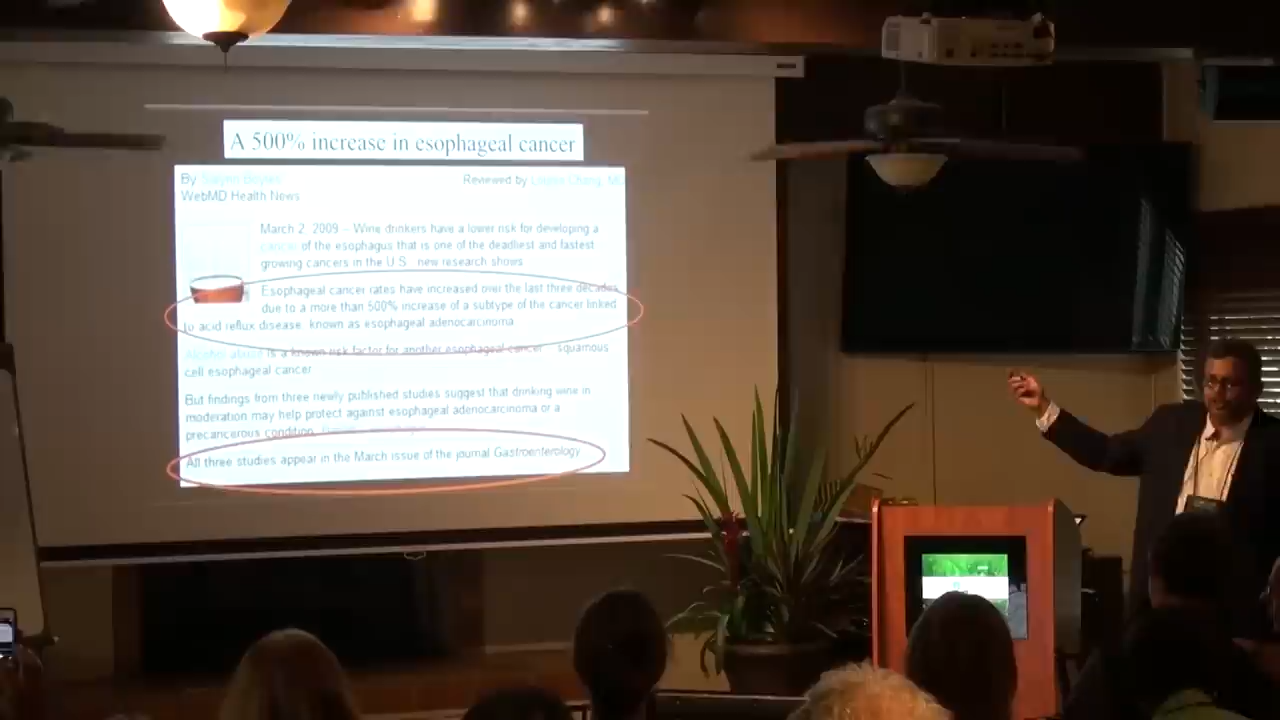 A 500% increase in esophageal cancer
By
Reviewed by Louise Chang, MD
WebMD Health News
March 2, 2009 -- Wine drinkers have a lower risk for developing a
cancer of the esophagus that is one of the deadliest and fastest
growing cancers in the U.S., new research shows.
Esophageal cancer rates have increased over the last three decades
due to a more than 500% increase of a subtype of the cancer linked
to acid reflux disease, known as esophageal adenocarcinoma.
Alcohol abuse is a known risk factor for another esophageal cancer -- squamous
cell esophageal cancer.
But findings from three newly published studies suggest that drinking wine in
moderation may help protect against esophageal adenocarcinoma or a
precancerous condition,
All three studies appear in the March issue of the journal Gastroenterology.